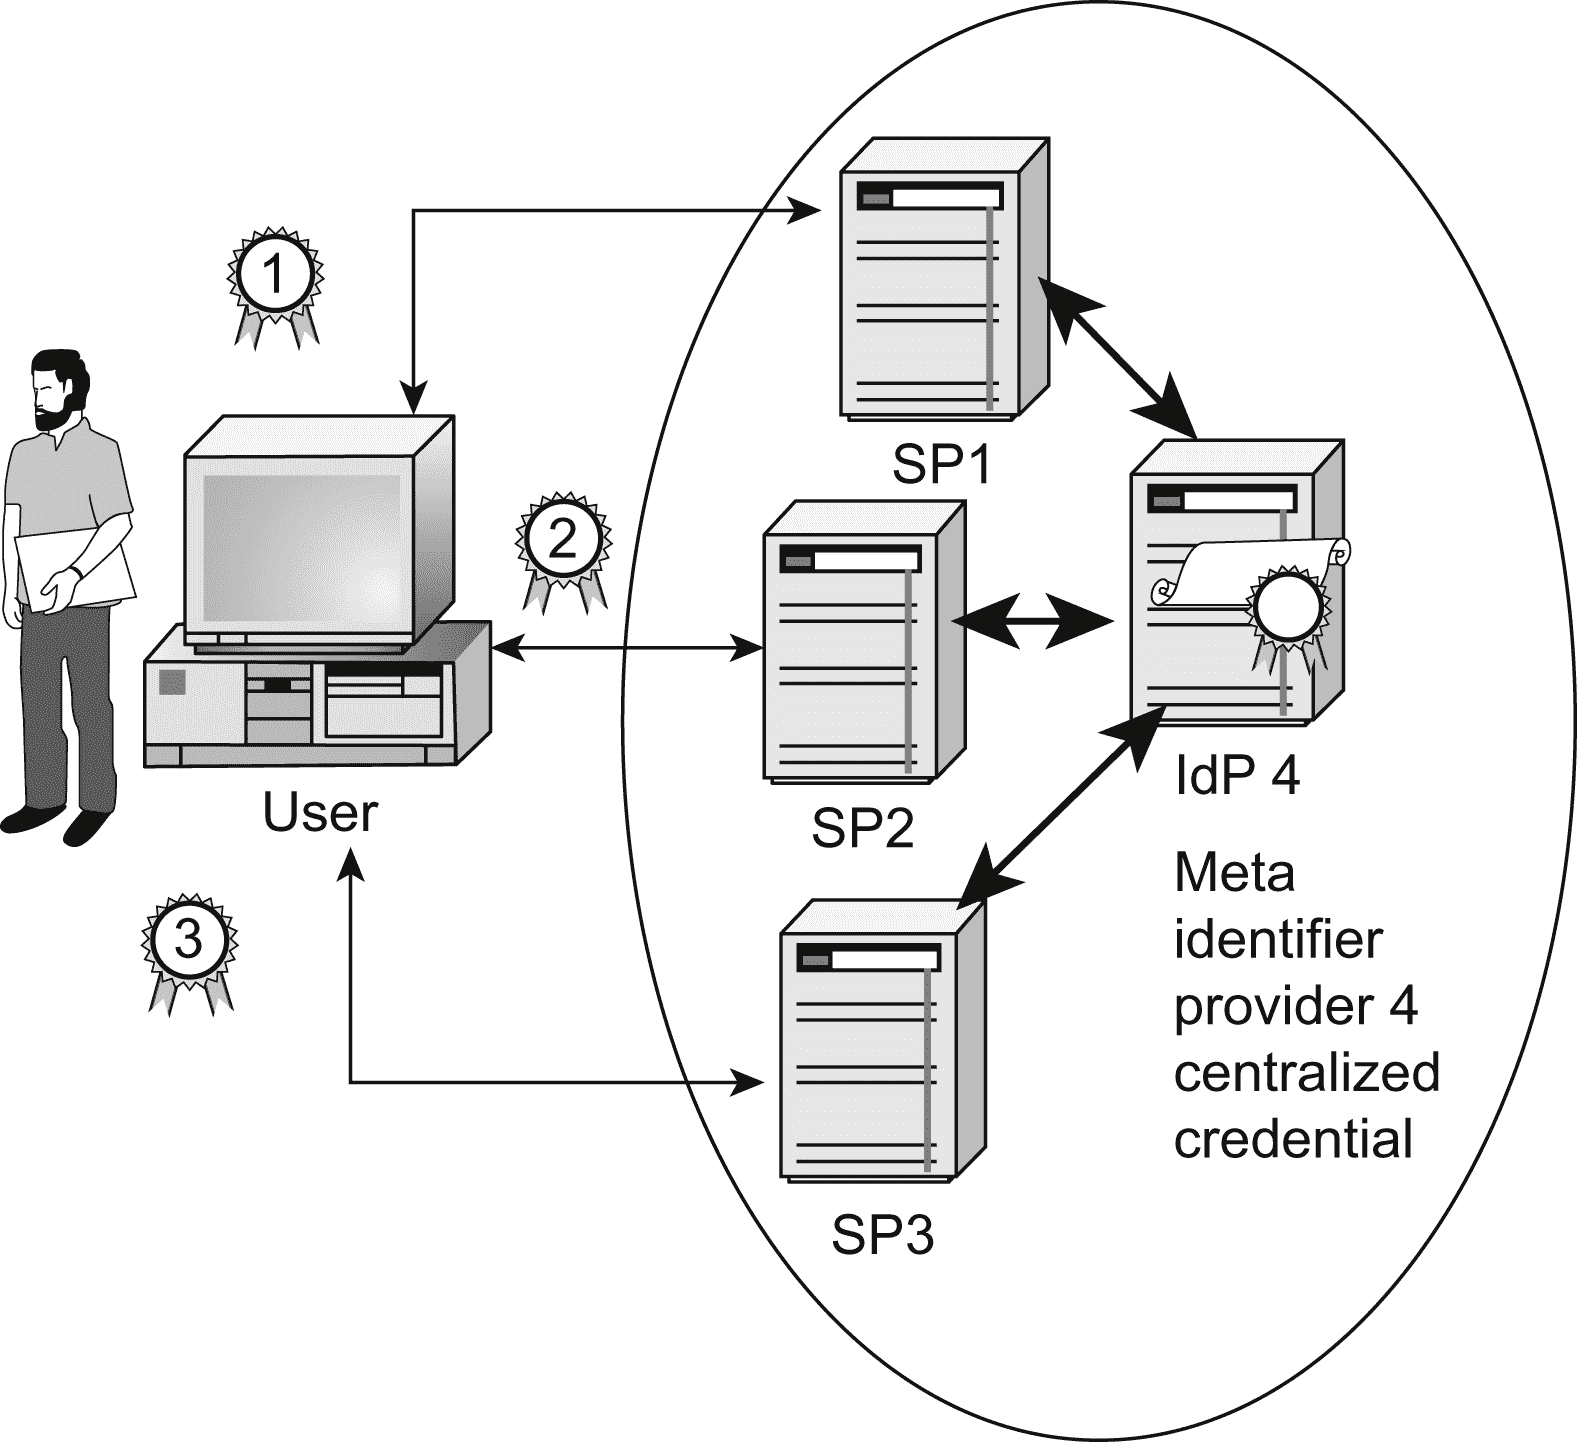 1
SP1
2
User
SP2
IdP 4
Meta
identifier
provider 4
centralized
credential
3
SP3